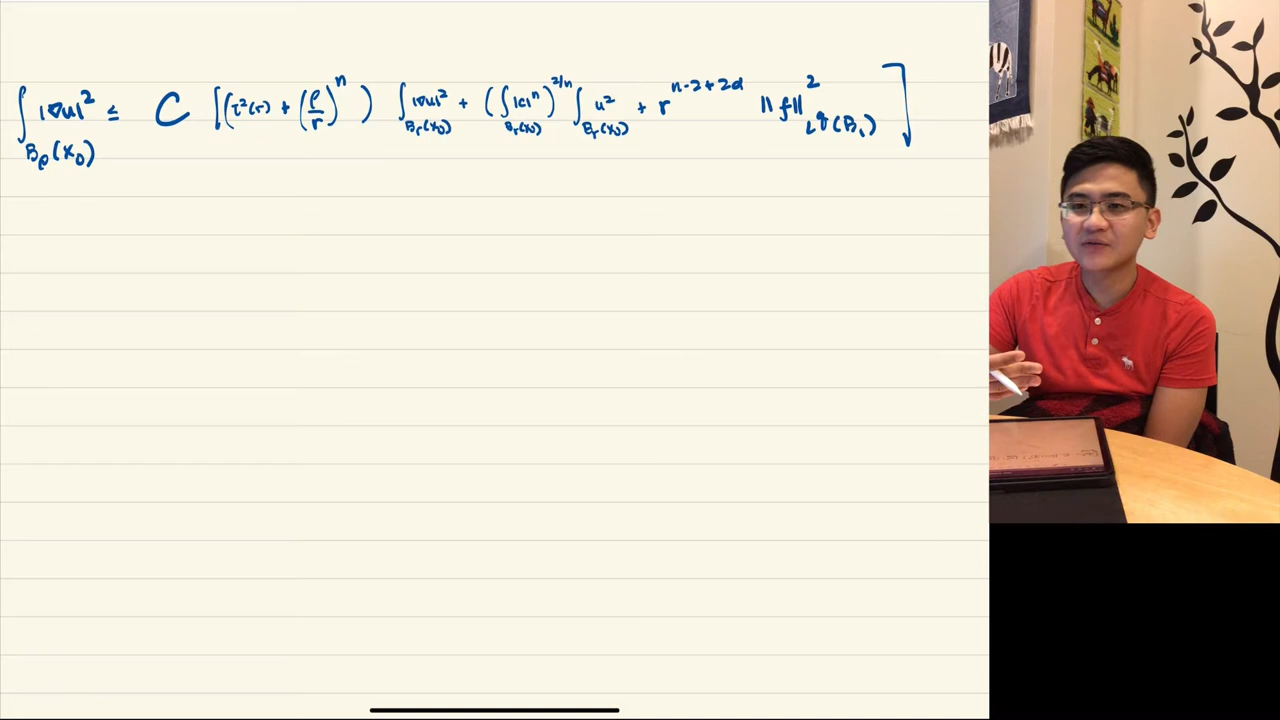 ∫_{B_ρ(x_0)} |∇u|^2 ≤ C [(τ^2(r) + (ρ/r)^n) ∫_{B_r(x_0)} |∇u|^2 + (∫_{B_r(x_0)} |c|^n)^{2/n} ∫_{B_r(x_0)} u^2 + r^{n-2+2α} ||f||^2_{L^q(B_1)}]